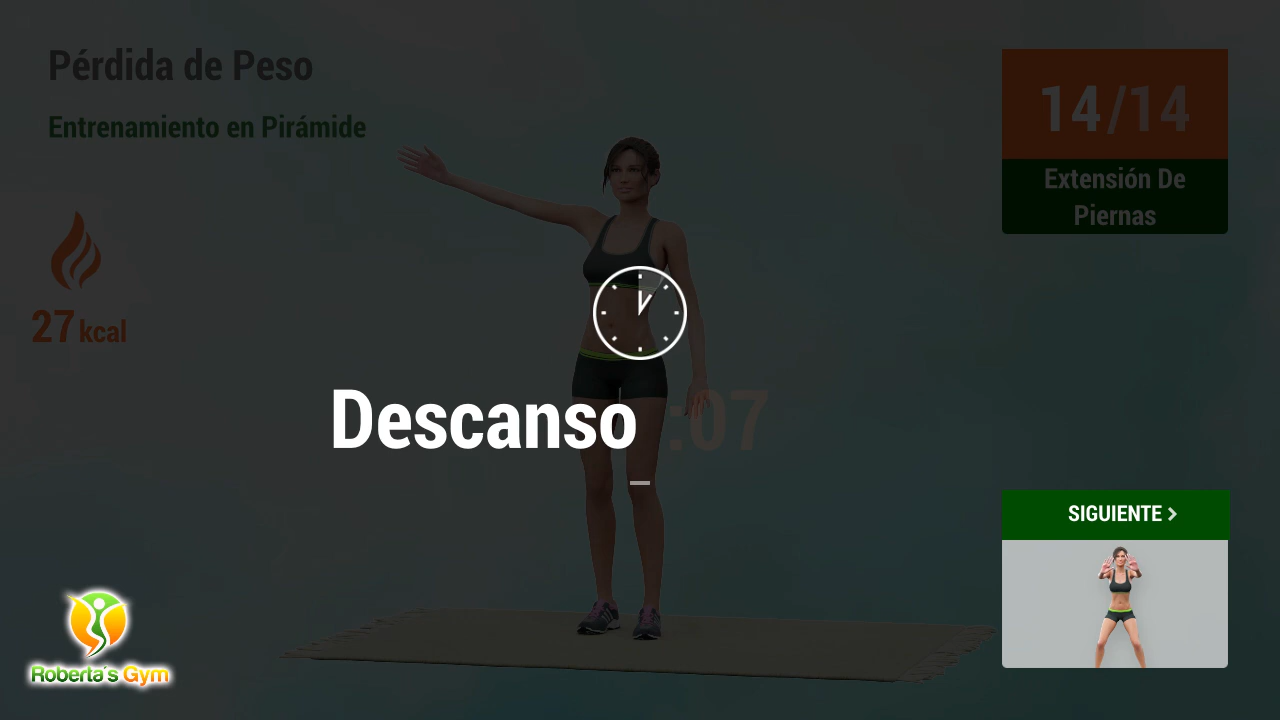 Pérdida de Peso
Entrenamiento en Pirámide
14/14
Extensión De
Piernas
27 kcal
Descanso :07
SIGUIENTE >
Roberta´s Gym